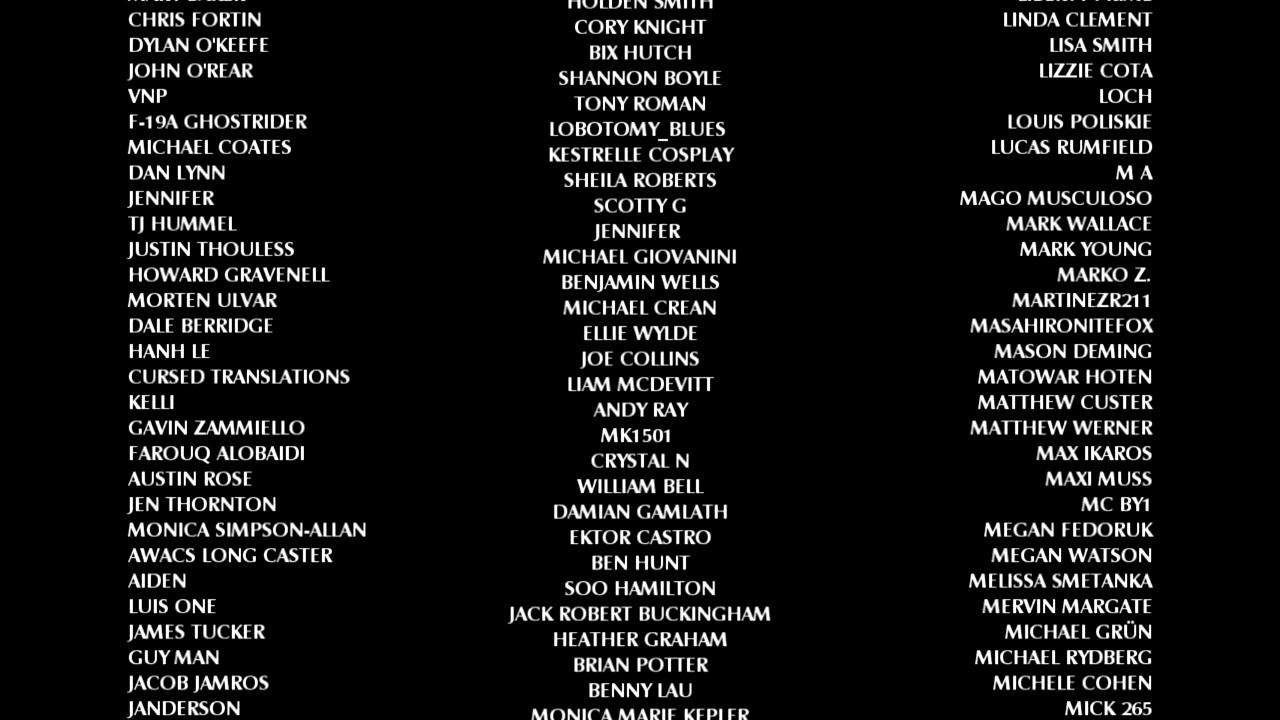 CHRIS FORTIN
DYLAN O'KEEFE
JOHN O'REAR
VNP
F-19A GHOSTRIDER
MICHAEL COATES
DAN LYNN
JENNIFER
TJ HUMMEL
JUSTIN THOULESS
HOWARD GRAVENELL
MORTEN ULVAR
DALE BERRIDGE
HANH LE
CURSED TRANSLATIONS
KELLI
GAVIN ZAMMIELLO
FAROUQ ALOBAIDI
AUSTIN ROSE
JEN THORNTON
MONICA SIMPSON-ALLAN
AWACS LONG CASTER
AIDEN
LUIS ONE
JAMES TUCKER
GUY MAN
JACOB JAMROS
JANDERSON
HOLDEN SMITH
CORY KNIGHT
BIX HUTCH
SHANNON BOYLE
TONY ROMAN
LOBOTOMY_BLUES
KESTRELLE COSPLAY
SHEILA ROBERTS
SCOTTY G
JENNIFER
MICHAEL GIOVANINI
BENJAMIN WELLS
MICHAEL CREAN
ELLIE WYLDE
JOE COLLINS
LIAM MCDEVITT
ANDY RAY
MK1501
CRYSTAL N
WILLIAM BELL
DAMIAN GAMLATH
EKTOR CASTRO
BEN HUNT
SOO HAMILTON
JACK ROBERT BUCKINGHAM
HEATHER GRAHAM
BRIAN POTTER
BENNY LAU
MONICA MARIE KEPLER
LINDA CLEMENT
LISA SMITH
LIZZIE COTA
LOCH
LOUIS POLISKIE
LUCAS RUMFIELD
M A
MAGO MUSCULOSO
MARK WALLACE
MARK YOUNG
MARKO Z.
MARTINEZR211
MASAHIRONITEFOX
MASON DEMING
MATOWAR HOTEN
MATTHEW CUSTER
MATTHEW WERNER
MAX IKAROS
MAXI MUSS
MC BY1
MEGAN FEDORUK
MEGAN WATSON
MELISSA SMETANKA
MERVIN MARGATE
MICHAEL GRÜN
MICHAEL RYDBERG
MICHELE COHEN
MICK 265